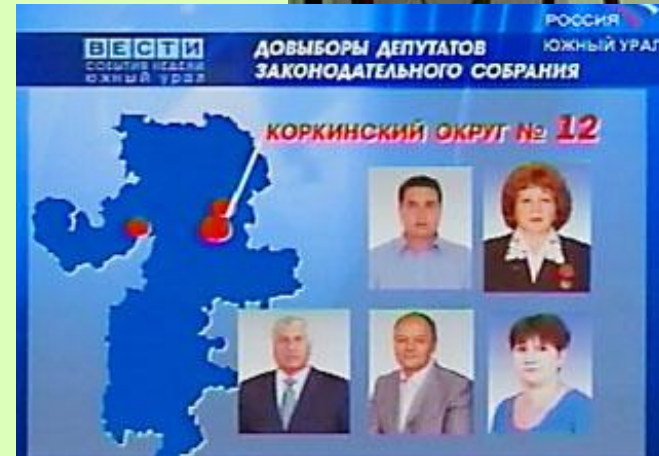 РОССИЯ
ЮЖНЫЙ УРАЛ
ВЕСТИ
СОБЫТИЯ НЕДЕЛИ
ЮЖНЫЙ УРАЛ
ДОВЫБОРЫ ДЕПУТАТОВ
ЗАКОНОДАТЕЛЬНОГО СОБРАНИЯ
КОРКИНСКИЙ ОКРУГ № 12